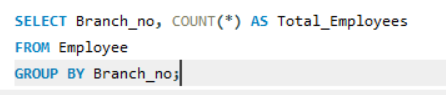 SELECT Branch_no, COUNT(*) AS Total_Employees
FROM Employee
GROUP BY Branch_no;